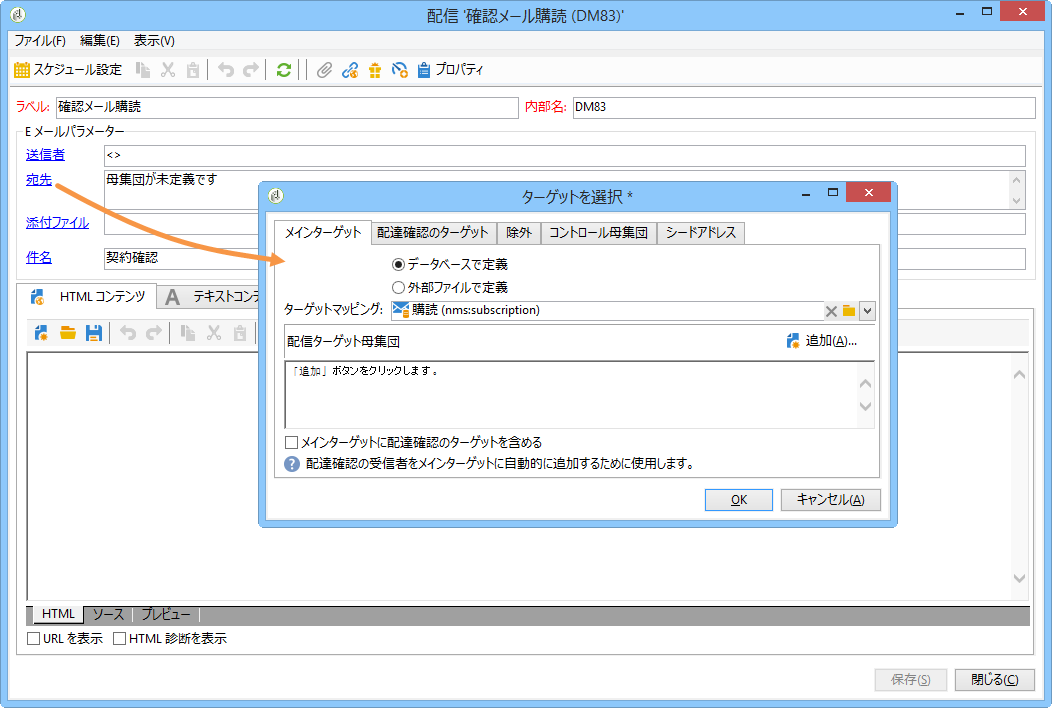 配信 '確認メール購読 (DM83)'
ファイル(F) 編集(E) 表示(V)
スケジュール設定 プロパティ
ラベル: 確認メール購読 内部名: DM83
E メールパラメーター
送信者 <>
宛先 母集団が未定義です
添付ファイル
件名 契約確認
HTML コンテンツ テキストコンテ
ターゲットを選択 *
メインターゲット 配達確認のターゲット 除外 コントロール母集団 シードアドレス
データベースで定義
外部ファイルで定義
ターゲットマッピング: 購読 (nms:subscription)
配信ターゲット母集団 追加(A)...
「追加」ボタンをクリックします。
メインターゲットに配達確認のターゲットを含める
配達確認の受信者をメインターゲットに自動的に追加するために使用します。
OK キャンセル(A)
HTML ソース プレビュー
URL を表示 HTML 診断を表示
保存(S) 閉じる(C)